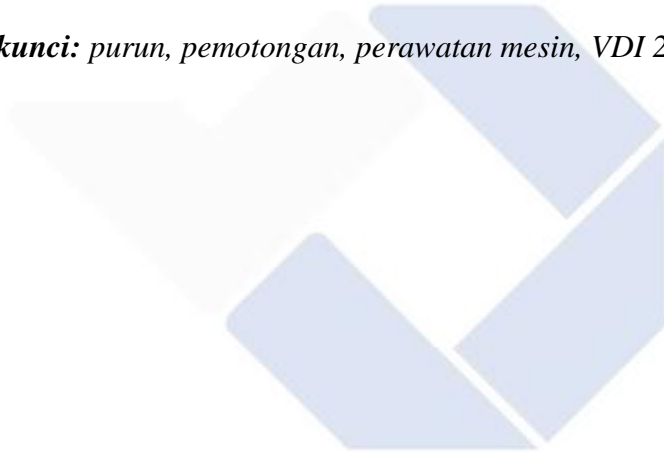 kunci: purun, pemotongan, perawatan mesin, VDI 2